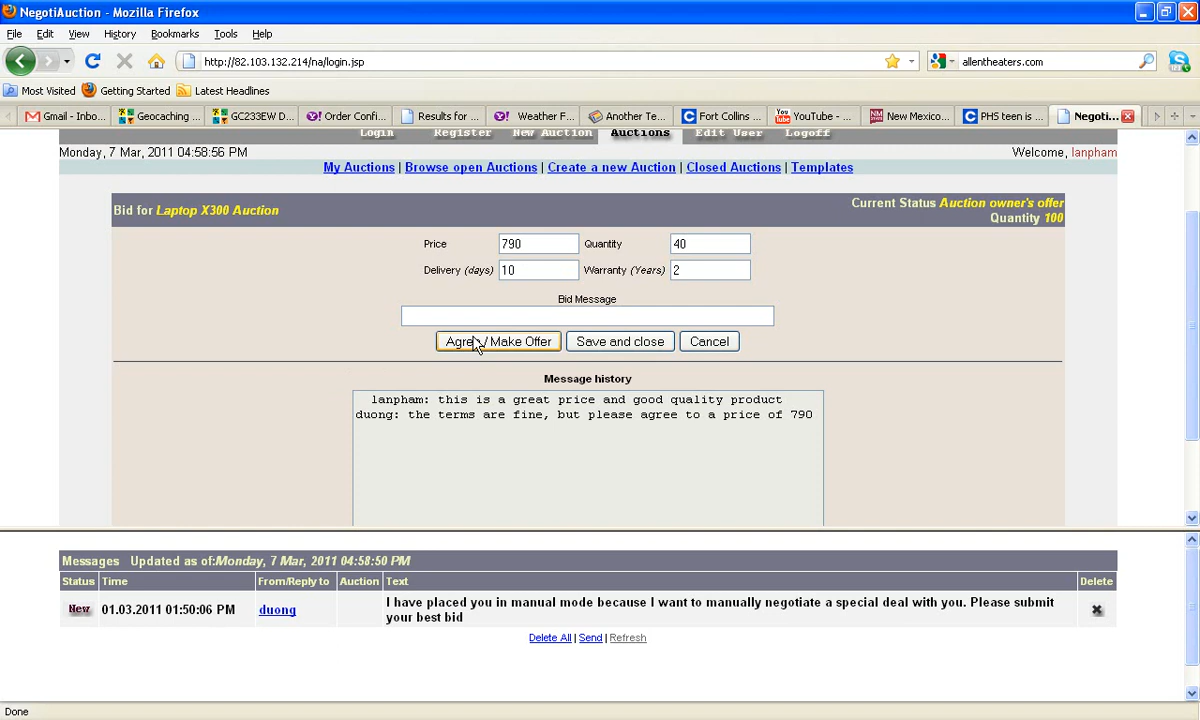 NegotiAuction - Mozilla Firefox
File Edit View History Bookmarks Tools Help
http://82.103.132.214/na/login.jsp
allentheaters.com
Most Visited Getting Started Latest Headlines
Gmail - Inbo... Geocaching ... GC233EW D... Order Confi... Results for ... Weather F... Another Te... Fort Collins ... YouTube - ... New Mexico... PHS teen is ... Negoti...
Login Register New Auction Auctions Edit User Logoff
Monday, 7 Mar, 2011 04:58:56 PM
Welcome, lanpham
My Auctions | Browse open Auctions | Create a new Auction | Closed Auctions | Templates
Bid for Laptop X300 Auction
Current Status Auction owner's offer
Quantity 100
Price 790 Quantity 40
Delivery (days) 10 Warranty (Years) 2
Bid Message
Agree / Make Offer Save and close Cancel
Message history
lanpham: this is a great price and good quality product
duong: the terms are fine, but please agree to a price of 790
Messages Updated as of:Monday, 7 Mar, 2011 04:58:50 PM
Status Time From/Reply to Auction Text Delete
New 01.03.2011 01:50:06 PM duong I have placed you in manual mode because I want to manually negotiate a special deal with you. Please submit
your best bid
Delete All | Send | Refresh
Done